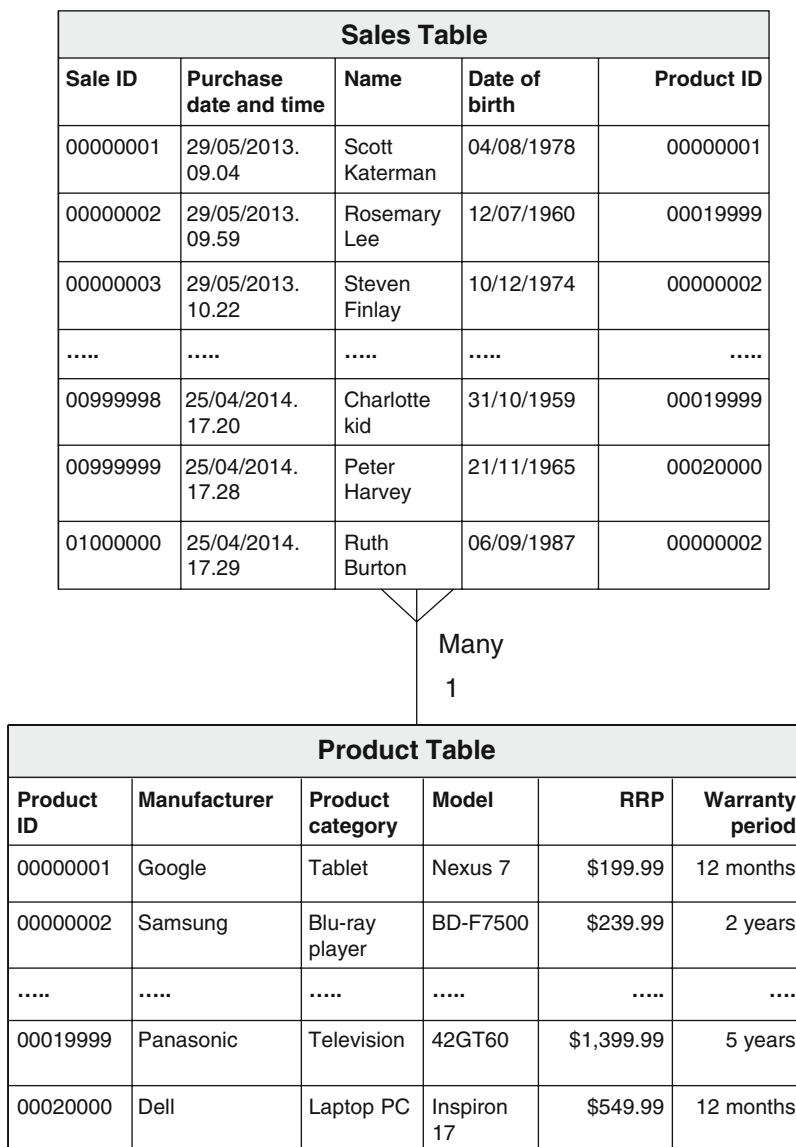 Sales Table
Sale ID Purchase date and time Name Date of birth Product ID
00000001 29/05/2013. 09.04 Scott Katerman 04/08/1978 00000001
00000002 29/05/2013. 09.59 Rosemary Lee 12/07/1960 00019999
00000003 29/05/2013. 10.22 Steven Finlay 10/12/1974 00000002
….. ….. ….. ….. …..
00999998 25/04/2014. 17.20 Charlotte kid 31/10/1959 00019999
00999999 25/04/2014. 17.28 Peter Harvey 21/11/1965 00020000
01000000 25/04/2014. 17.29 Ruth Burton 06/09/1987 00000002
Many
1
Product Table
Product ID Manufacturer Product category Model RRP Warranty period
00000001 Google Tablet Nexus 7 $199.99 12 months
00000002 Samsung Blu-ray player BD-F7500 $239.99 2 years
….. ….. ….. ….. ….. ….
00019999 Panasonic Television 42GT60 $1,399.99 5 years
00020000 Dell Laptop PC Inspiron 17 $549.99 12 months